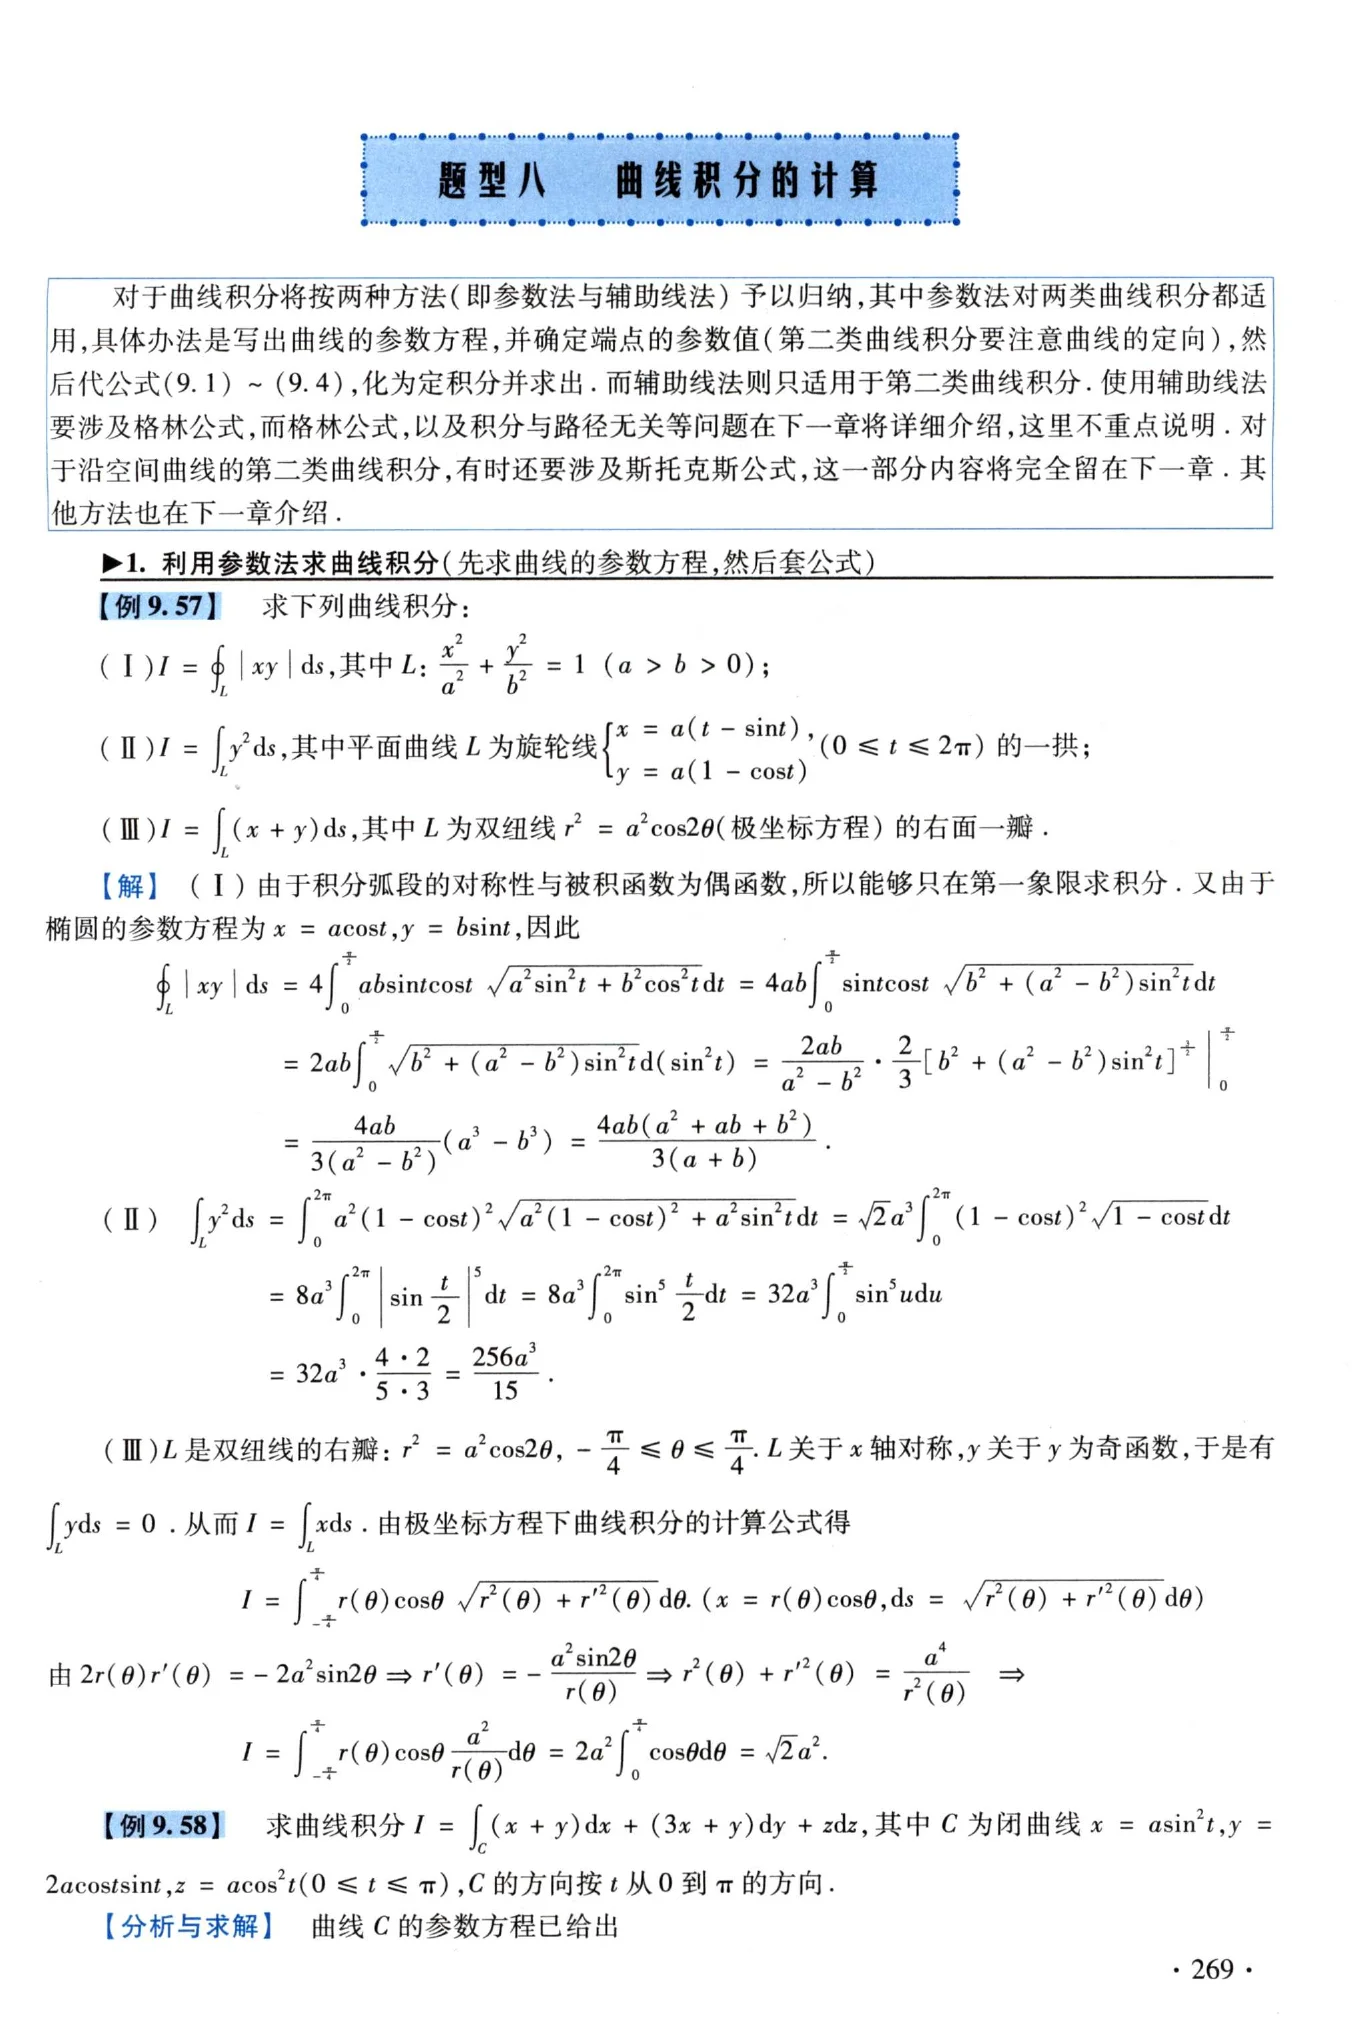 题型八 曲线积分的计算
对于曲线积分将按两种方法(即参数法与辅助线法)予以归纳,其中参数法对两类曲线积分都适
用,具体办法是写出曲线的参数方程,并确定端点的参数值(第二类曲线积分要注意曲线的定向),然
后代公式(9.1) ~ (9.4),化为定积分并求出.而辅助线法则只适用于第二类曲线积分.使用辅助线法
要涉及格林公式,而格林公式,以及积分与路径无关等问题在下一章将详细介绍,这里不重点说明.对
于沿空间曲线的第二类曲线积分,有时还要涉及斯托克斯公式,这一部分内容将完全留在下一章.其
他方法也在下一章介绍.
▶1. 利用参数法求曲线积分(先求曲线的参数方程,然后套公式)
【例9.57】 求下列曲线积分:
(Ⅰ)$I = \oint_L |xy| ds$,其中 $L: \frac{x^2}{a^2} + \frac{y^2}{b^2} = 1 \ (a > b > 0)$;
(Ⅱ)$I = \int_L y^2 ds$,其中平面曲线 $L$ 为旋轮线$\begin{cases} x = a(t - \sin t), \\ y = a(1 - \cos t) \end{cases}$ $(0 \leqslant t \leqslant 2\pi)$ 的一拱;
(Ⅲ)$I = \int_L (x + y) ds$,其中 $L$ 为双纽线 $r^2 = a^2\cos2\theta$(极坐标方程) 的右面一瓣.
【解】 (Ⅰ)由于积分弧段的对称性与被积函数为偶函数,所以能够只在第一象限求积分.又由于
椭圆的参数方程为 $x = a\cos t, y = b\sin t$,因此
$\oint_L |xy| ds = 4\int_0^{\frac{\pi}{2}} ab\sin t\cos t \sqrt{a^2\sin^2 t + b^2\cos^2 t}dt = 4ab\int_0^{\frac{\pi}{2}} \sin t\cos t \sqrt{b^2 + (a^2 - b^2)\sin^2 t}dt$
$= 2ab\int_0^{\frac{\pi}{2}} \sqrt{b^2 + (a^2 - b^2)\sin^2 t}d(\sin^2 t) = \frac{2ab}{a^2 - b^2} \cdot \frac{2}{3}[b^2 + (a^2 - b^2)\sin^2 t]^{\frac{3}{2}} \Big|_0^{\frac{\pi}{2}}$
$= \frac{4ab}{3(a^2 - b^2)}(a^3 - b^3) = \frac{4ab(a^2 + ab + b^2)}{3(a + b)}.$
(Ⅱ) $\int_L y^2 ds = \int_0^{2\pi} a^2(1 - \cos t)^2 \sqrt{a^2(1 - \cos t)^2 + a^2\sin^2 t}dt = \sqrt{2}a^3\int_0^{2\pi} (1 - \cos t)^2 \sqrt{1 - \cos t}dt$
$= 8a^3\int_0^{2\pi} \left|\sin\frac{t}{2}\right|^5 dt = 8a^3\int_0^{2\pi} \sin^5\frac{t}{2}dt = 32a^3\int_0^{\frac{\pi}{2}} \sin^5 udu$
$= 32a^3 \cdot \frac{4 \cdot 2}{5 \cdot 3} = \frac{256a^3}{15}.$
(Ⅲ)$L$ 是双纽线的右瓣: $r^2 = a^2\cos2\theta, -\frac{\pi}{4} \leqslant \theta \leqslant \frac{\pi}{4}$. $L$ 关于 $x$ 轴对称,$y$ 关于 $y$ 为奇函数,于是有
$\int_L yds = 0$.从而 $I = \int_L xds$.由极坐标方程下曲线积分的计算公式得
$I = \int_{-\frac{\pi}{4}}^{\frac{\pi}{4}} r(\theta)\cos\theta \sqrt{r^2(\theta) + r'^2(\theta)}d\theta. (x = r(\theta)\cos\theta, ds = \sqrt{r^2(\theta) + r'^2(\theta)}d\theta)$
由 $2r(\theta)r'(\theta) = -2a^2\sin2\theta \Rightarrow r'(\theta) = -\frac{a^2\sin2\theta}{r(\theta)} \Rightarrow r^2(\theta) + r'^2(\theta) = \frac{a^4}{r^2(\theta)} \Rightarrow$
$I = \int_{-\frac{\pi}{4}}^{\frac{\pi}{4}} r(\theta)\cos\theta\frac{a^2}{r(\theta)}d\theta = 2a^2\int_0^{\frac{\pi}{4}} \cos\theta d\theta = \sqrt{2}a^2.$
【例9.58】 求曲线积分 $I = \int_C (x + y)dx + (3x + y)dy + zdz$,其中 $C$ 为闭曲线 $x = a\sin^2 t, y =$
$2a\cos t\sin t, z = a\cos^2 t(0 \leqslant t \leqslant \pi)$,$C$ 的方向按 $t$ 从0到 $\pi$ 的方向.
【分析与求解】 曲线 $C$ 的参数方程已给出
· 269 ·